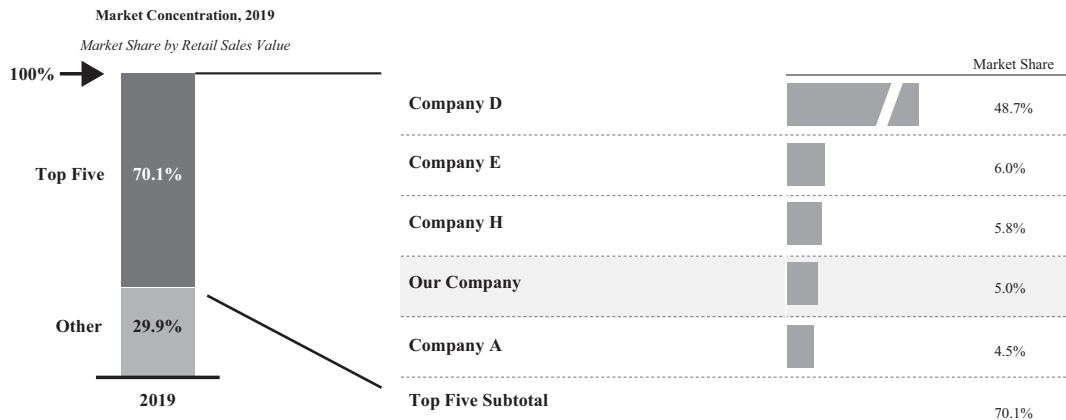 Market Concentration, 2019
Market Share by Retail Sales Value
100%
Top Five
70.1%
Other
29.9%
2019
Market Share
Company D
48.7%
Company E
6.0%
Company H
5.8%
Our Company
5.0%
Company A
4.5%
Top Five Subtotal
70.1%